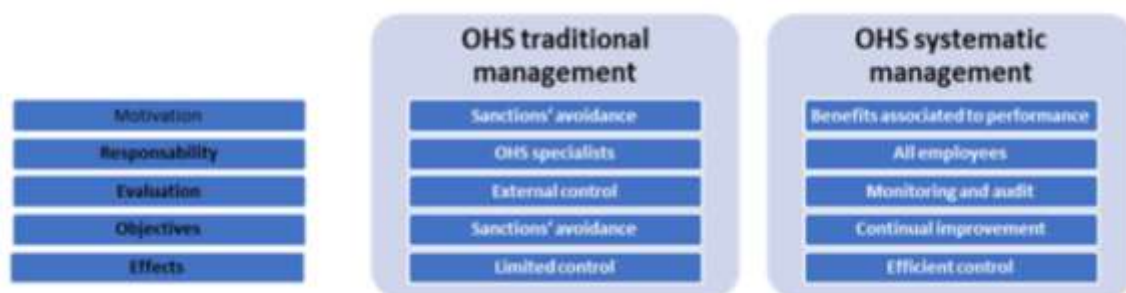 OHS traditional
management
OHS systematic
management
Motivation
Sanctions' avoidance
Benefits associated to performance
Responsability
OHS specialists
All employees
Evaluation
External control
Monitoring and audit
Objectives
Sanctions' avoidance
Continual improvement
Effects
Limited control
Efficient control